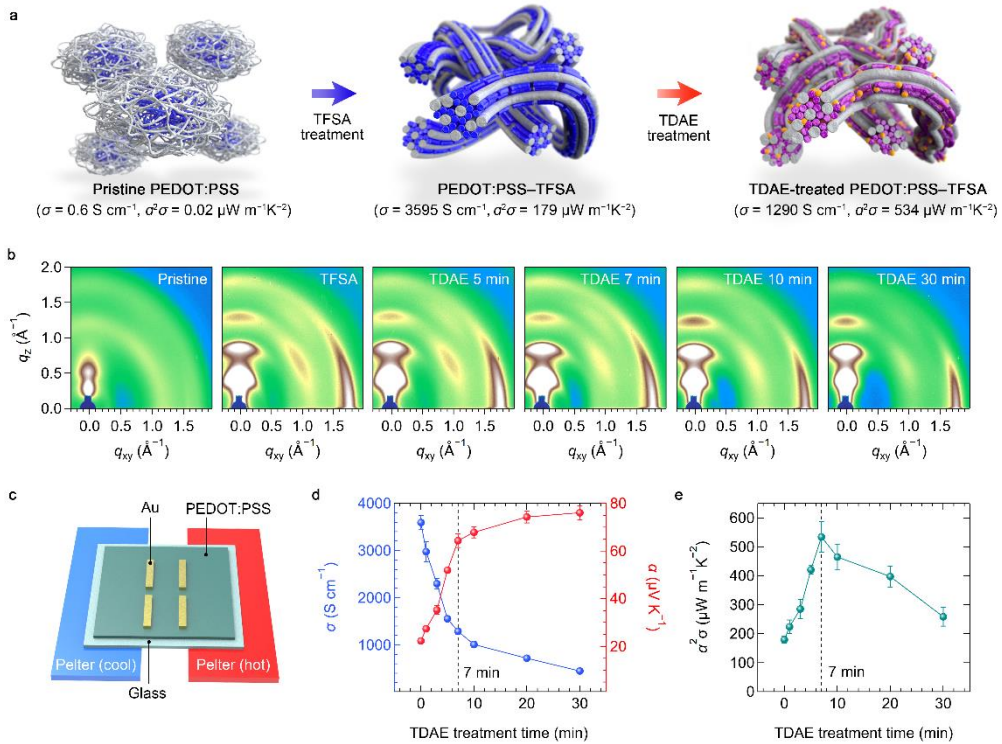 a
TFSA
treatment
TDAE
treatment
Pristine PEDOT:PSS
(σ = 0.6 S cm⁻¹, α²σ = 0.02 μW m⁻¹K⁻²)
PEDOT:PSS–TFSA
(σ = 3595 S cm⁻¹, α²σ = 179 μW m⁻¹K⁻²)
TDAE-treated PEDOT:PSS–TFSA
(σ = 1290 S cm⁻¹, α²σ = 534 μW m⁻¹K⁻²)
b
Pristine
TFSA
TDAE 5 min
TDAE 7 min
TDAE 10 min
TDAE 30 min
2.0
1.5
1.0
0.5
0.0
qz (Å⁻¹)
0.0 0.5 1.0 1.5
0.0 0.5 1.0 1.5
0.0 0.5 1.0 1.5
0.0 0.5 1.0 1.5
0.0 0.5 1.0 1.5
0.0 0.5 1.0 1.5
qxy (Å⁻¹)
qxy (Å⁻¹)
qxy (Å⁻¹)
qxy (Å⁻¹)
qxy (Å⁻¹)
qxy (Å⁻¹)
c
Au
PEDOT:PSS
Pelter (cool)
Pelter (hot)
Glass
d
4000
3000
2000
1000
σ (S cm⁻¹)
80
60
40
20
α (μV K⁻¹)
7 min
0 10 20 30
TDAE treatment time (min)
e
600
500
400
300
200
100
0
α²σ (μW m⁻¹K⁻²)
7 min
0 10 20 30
TDAE treatment time (min)